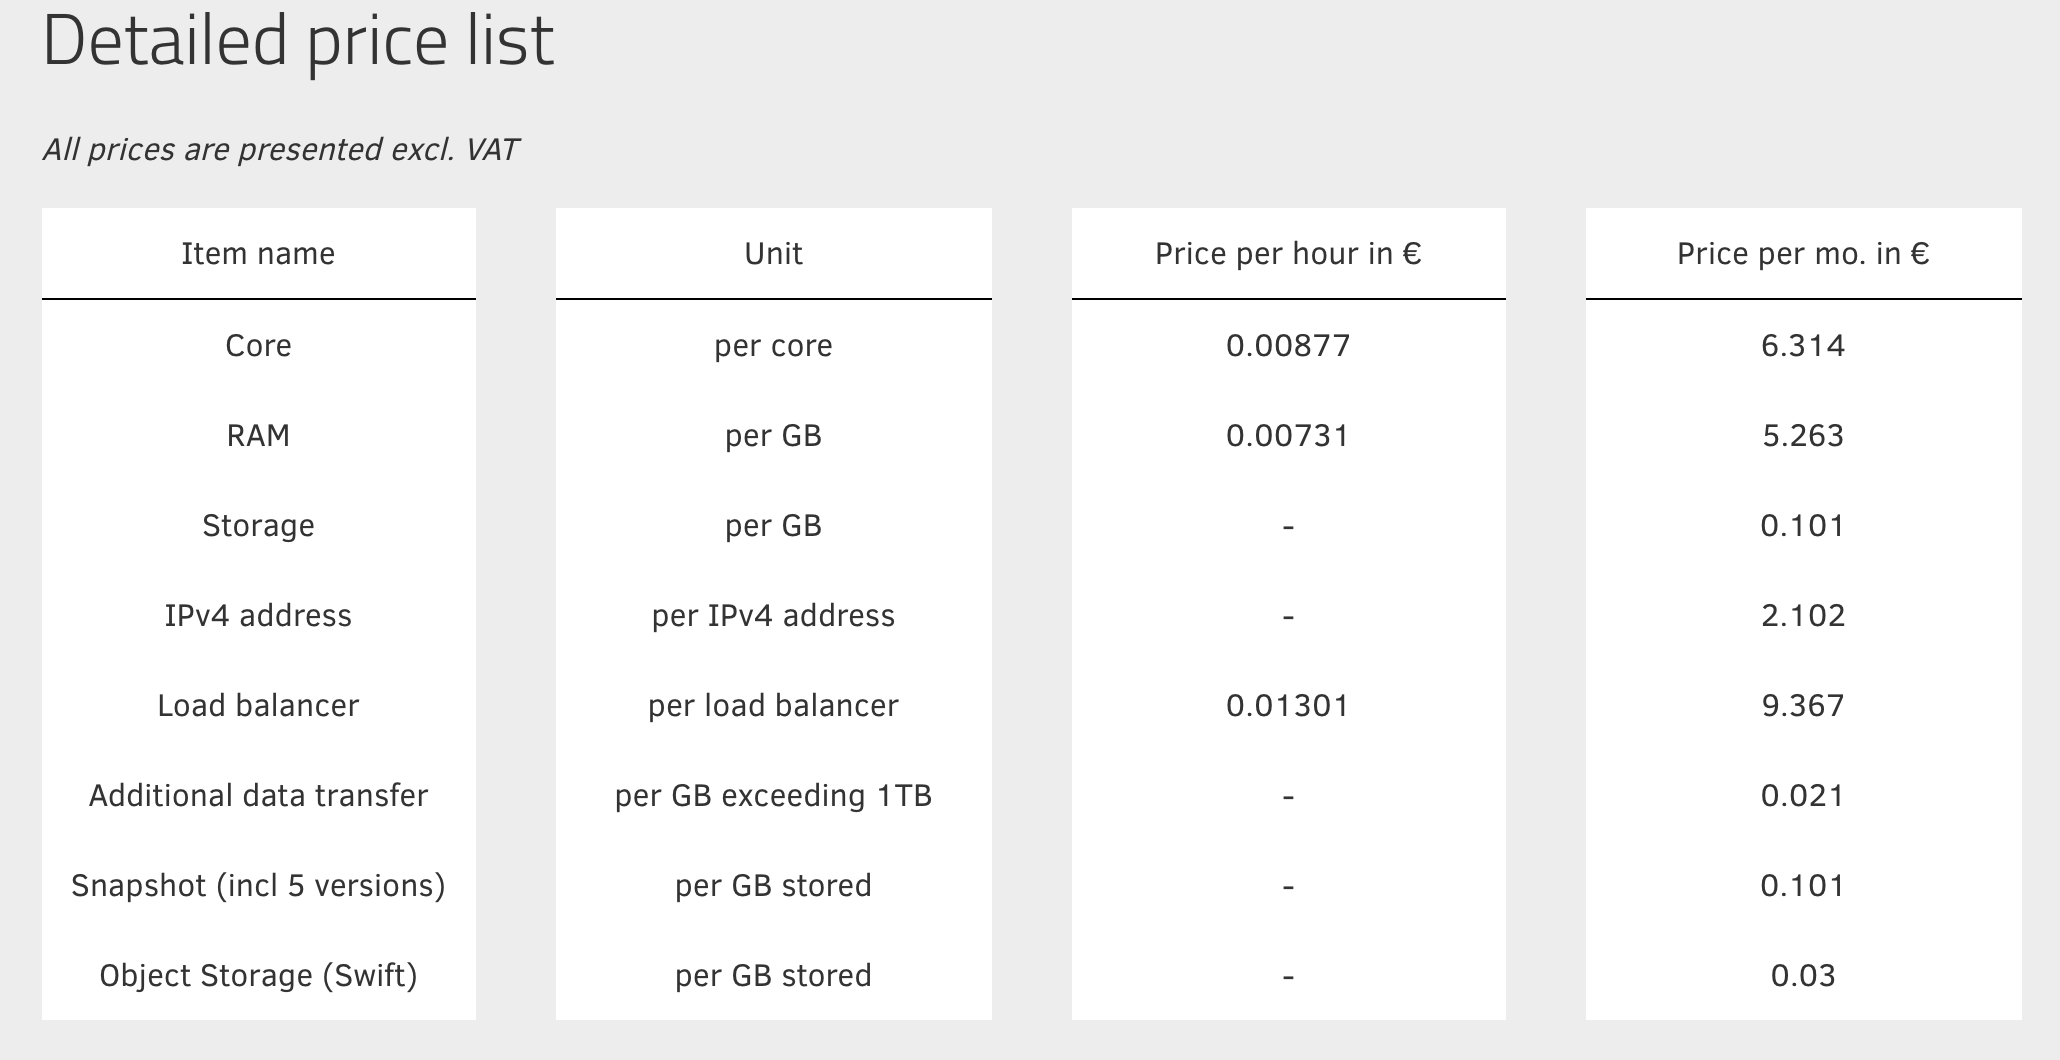 Detailed price list
All prices are presented excl. VAT
Item name Unit Price per hour in € Price per mo. in €
Core per core 0.00877 6.314
RAM per GB 0.00731 5.263
Storage per GB - 0.101
IPv4 address per IPv4 address - 2.102
Load balancer per load balancer 0.01301 9.367
Additional data transfer per GB exceeding 1TB - 0.021
Snapshot (incl 5 versions) per GB stored - 0.101
Object Storage (Swift) per GB stored - 0.03